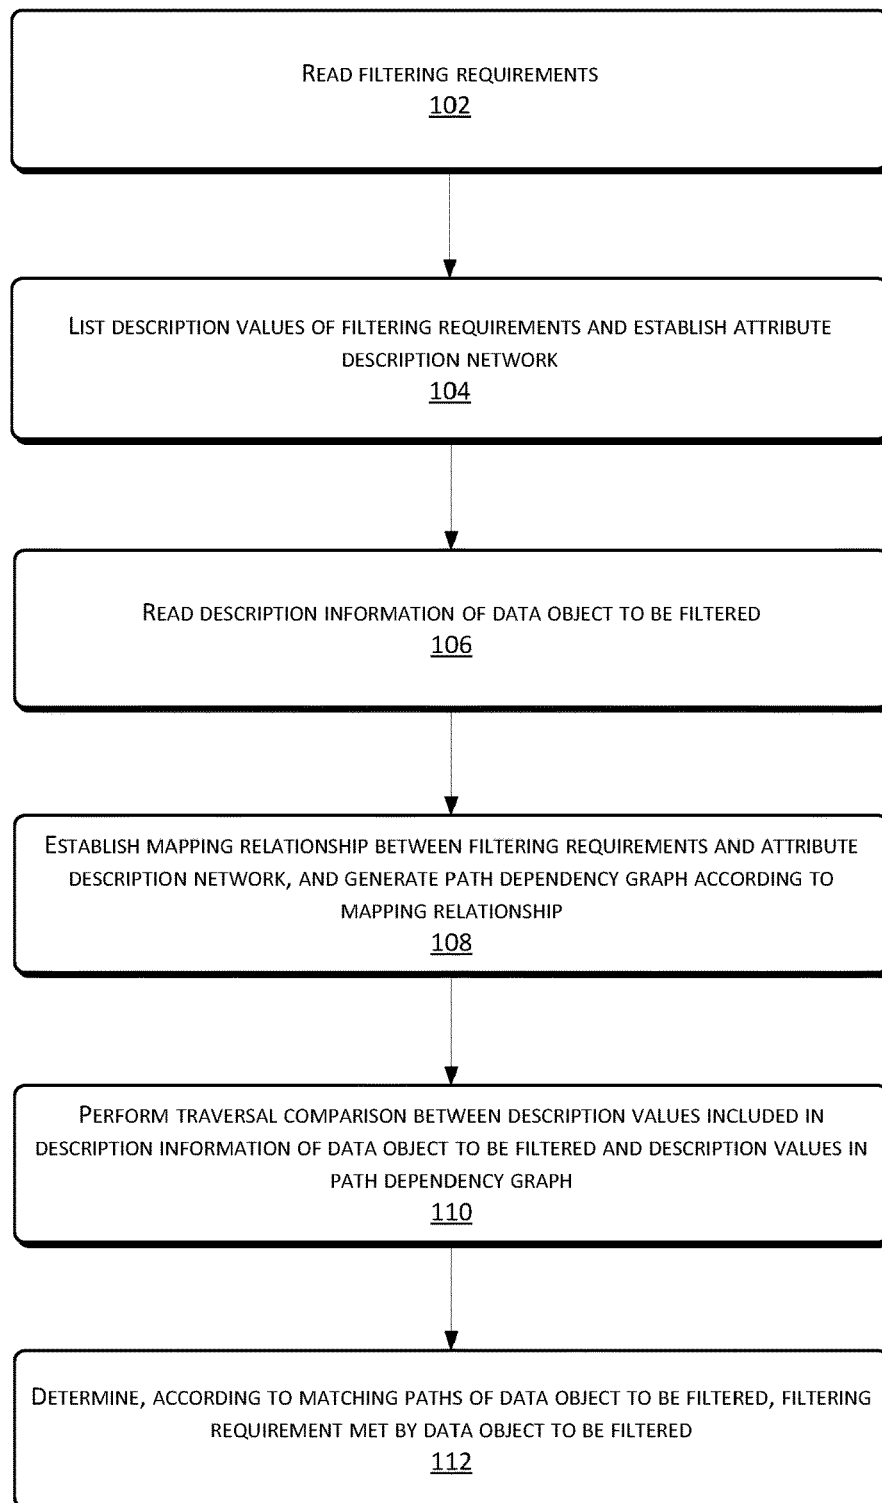 READ FILTERING REQUIREMENTS
102
LIST DESCRIPTION VALUES OF FILTERING REQUIREMENTS AND ESTABLISH ATTRIBUTE
DESCRIPTION NETWORK
104
READ DESCRIPTION INFORMATION OF DATA OBJECT TO BE FILTERED
106
ESTABLISH MAPPING RELATIONSHIP BETWEEN FILTERING REQUIREMENTS AND ATTRIBUTE
DESCRIPTION NETWORK, AND GENERATE PATH DEPENDENCY GRAPH ACCORDING TO
MAPPING RELATIONSHIP
108
PERFORM TRAVERSAL COMPARISON BETWEEN DESCRIPTION VALUES INCLUDED IN
DESCRIPTION INFORMATION OF DATA OBJECT TO BE FILTERED AND DESCRIPTION VALUES IN
PATH DEPENDENCY GRAPH
110
DETERMINE, ACCORDING TO MATCHING PATHS OF DATA OBJECT TO BE FILTERED, FILTERING
REQUIREMENT MET BY DATA OBJECT TO BE FILTERED
112